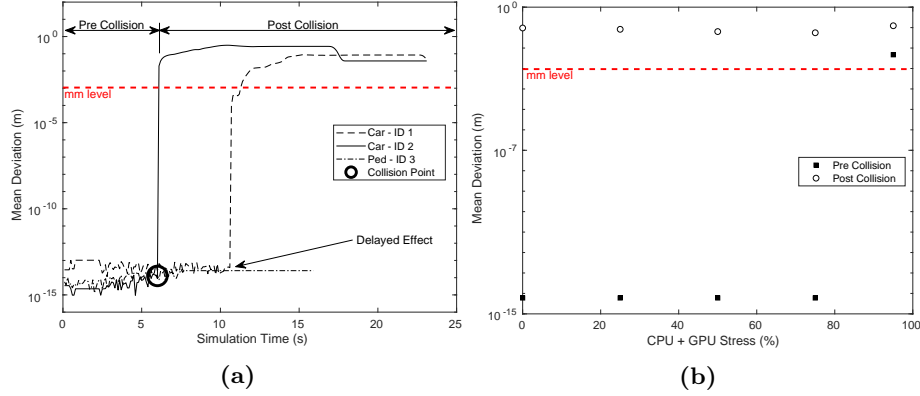 Pre Collision
Post Collision
10^0
mm level
10^-5
10^-10
10^-15
Mean Deviation (m)
Car - ID 1
Car - ID 2
Ped - ID 3
Collision Point
Delayed Effect
0
5
10
15
20
25
Simulation Time (s)
(a)
10^0
mm level
10^-7
10^-15
Mean Deviation (m)
Pre Collision
Post Collision
0
20
40
60
80
100
CPU + GPU Stress (%)
(b)